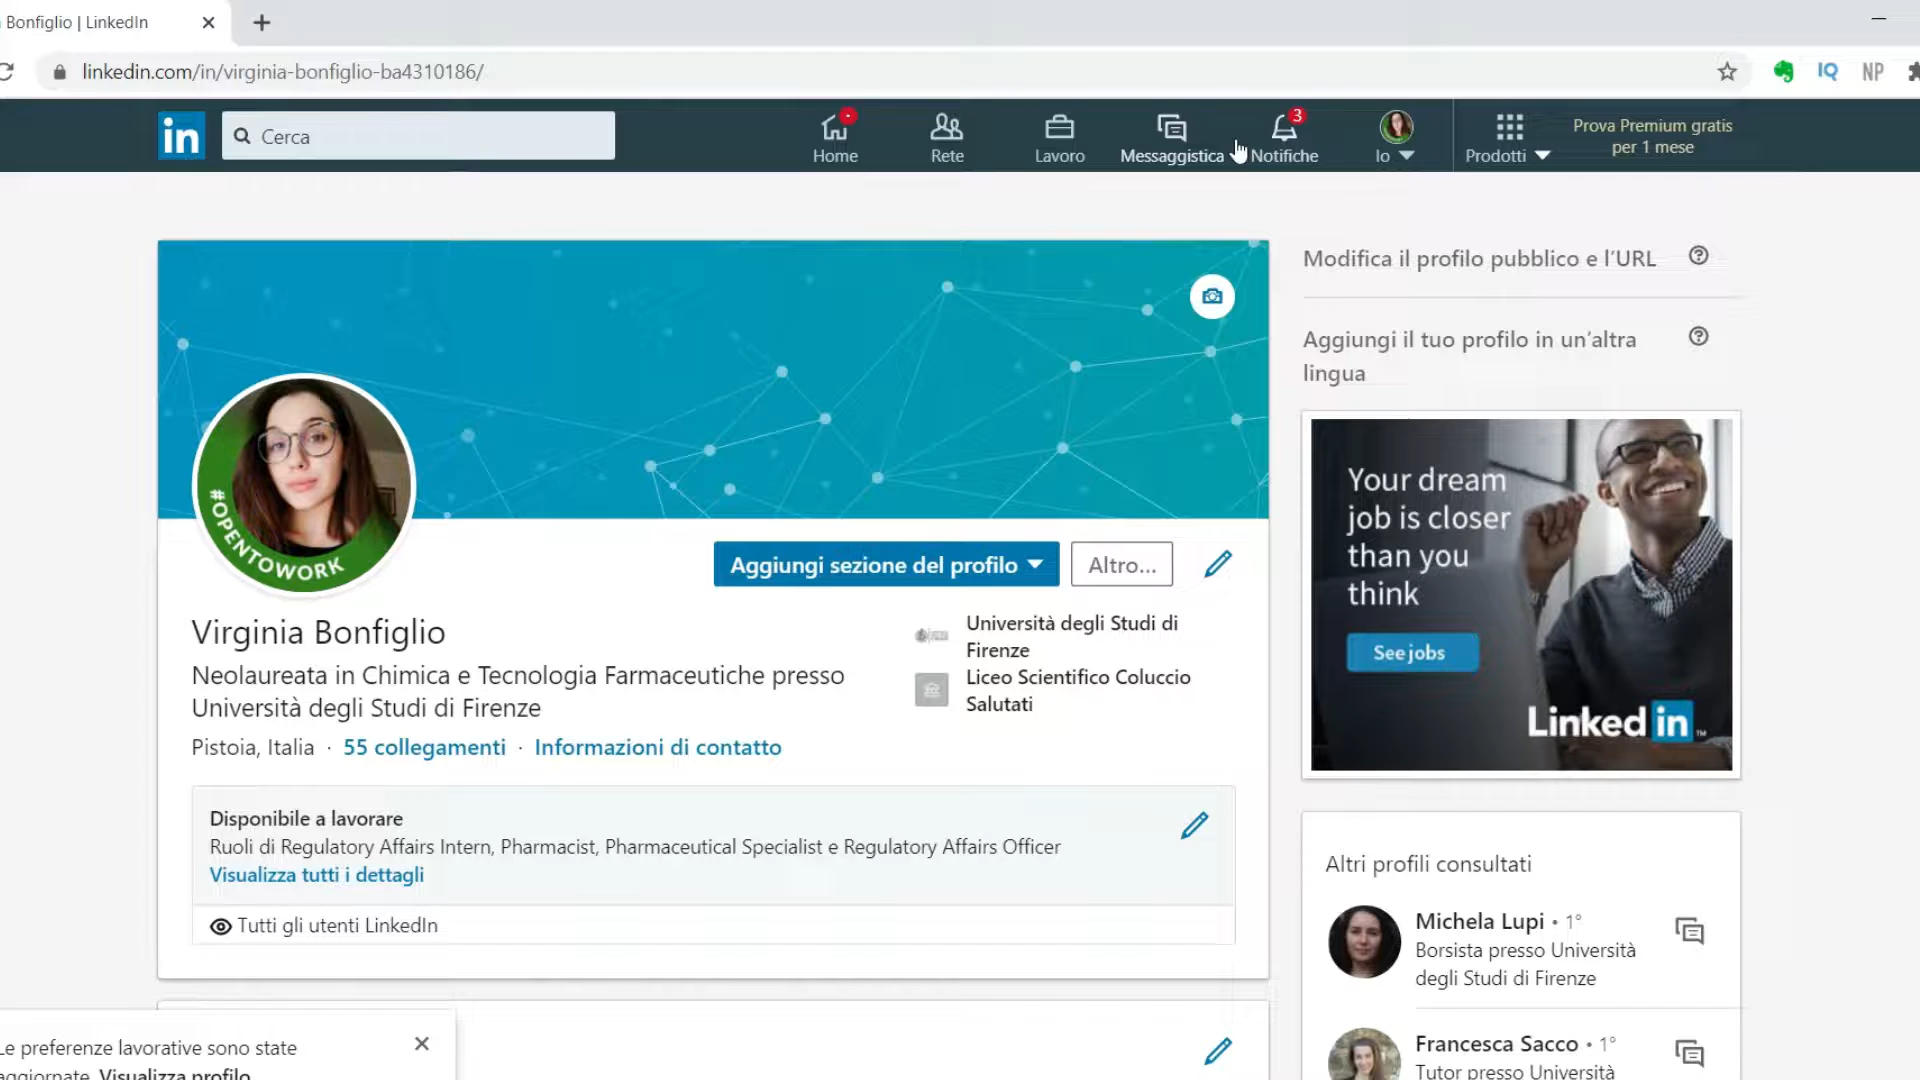 Bonfiglio | LinkedIn
linkedin.com/in/virginia-bonfiglio-ba4310186/
IQ
NP
in
Cerca
Home
Rete
Lavoro
Messaggistica
3
Notifiche
Io
Prodotti
Prova Premium gratis
per 1 mese
#OPENTOWORK
Aggiungi sezione del profilo
Altro...
Virginia Bonfiglio
Neolaureata in Chimica e Tecnologia Farmaceutiche presso
Università degli Studi di Firenze
Pistoia, Italia · 55 collegamenti · Informazioni di contatto
Università degli Studi di
Firenze
Liceo Scientifico Coluccio
Salutati
Disponibile a lavorare
Ruoli di Regulatory Affairs Intern, Pharmacist, Pharmaceutical Specialist e Regulatory Affairs Officer
Visualizza tutti i dettagli
Tutti gli utenti LinkedIn
Le preferenze lavorative sono state
aggiornate. Visualizza profilo
Modifica il profilo pubblico e l'URL
Aggiungi il tuo profilo in un'altra
lingua
Your dream
job is closer
than you
think
See jobs
Linked in
Altri profili consultati
Michela Lupi • 1°
Borsista presso Università
degli Studi di Firenze
Francesca Sacco • 1°
Tutor presso Università